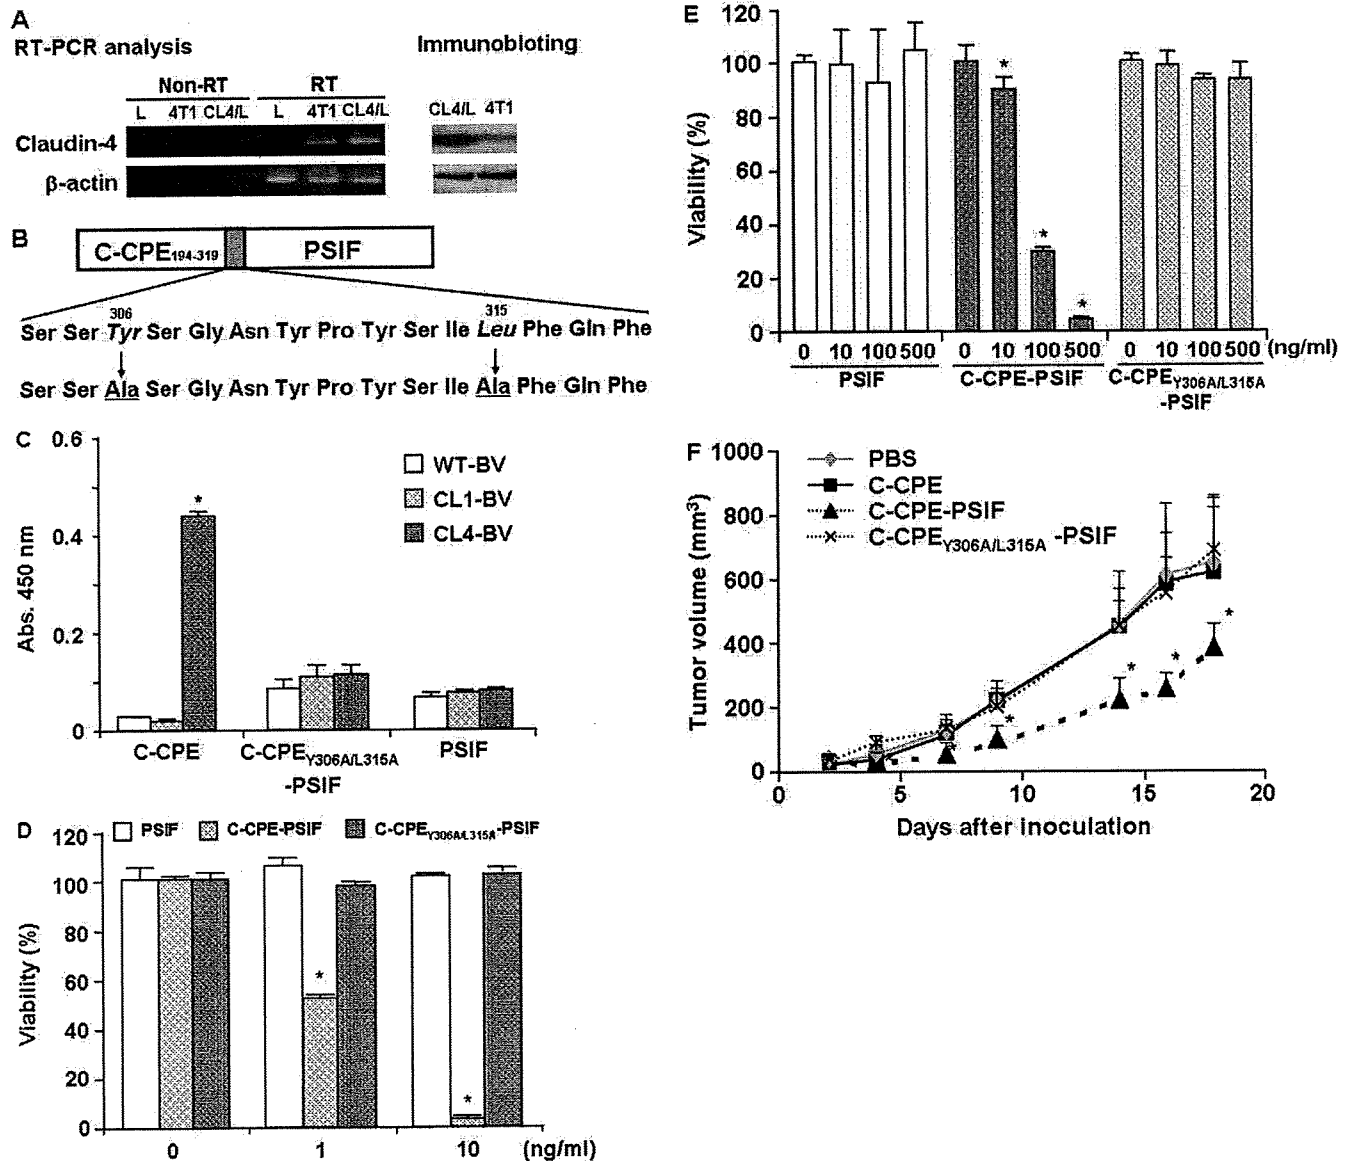 A
RT-PCR analysis
Immunobloting
Non-RT RT
L 4T1 CL4/L L 4T1 CL4/L
CL4/L 4T1
Claudin-4
β-actin
B
C-CPE194-319 PSIF
306 315
Ser Ser Tyr Ser Gly Asn Tyr Pro Tyr Ser Ile Leu Phe Gln Phe
Ser Ser Ala Ser Gly Asn Tyr Pro Tyr Ser Ile Ala Phe Gln Phe
C
0.6
0.4
0.2
0
Abs. 450 nm
WT-BV
CL1-BV
CL4-BV
*
C-CPE C-CPEY306A/L315A PSIF
-PSIF
D
PSIF C-CPE-PSIF C-CPEY306A/L315A-PSIF
120
100
80
60
40
20
0
Viability (%)
*
*
0 1 10 (ng/ml)
E
120
100
80
60
40
20
0
Viability (%)
*
*
*
0 10 100 500 0 10 100 500 0 10 100 500 (ng/ml)
PSIF C-CPE-PSIF C-CPEY306A/L315A
-PSIF
F
1000
800
600
400
200
0
Tumor volume (mm3)
PBS
C-CPE
C-CPE-PSIF
C-CPEY306A/L315A -PSIF
*
*
*
*
0 5 10 15 20
Days after inoculation